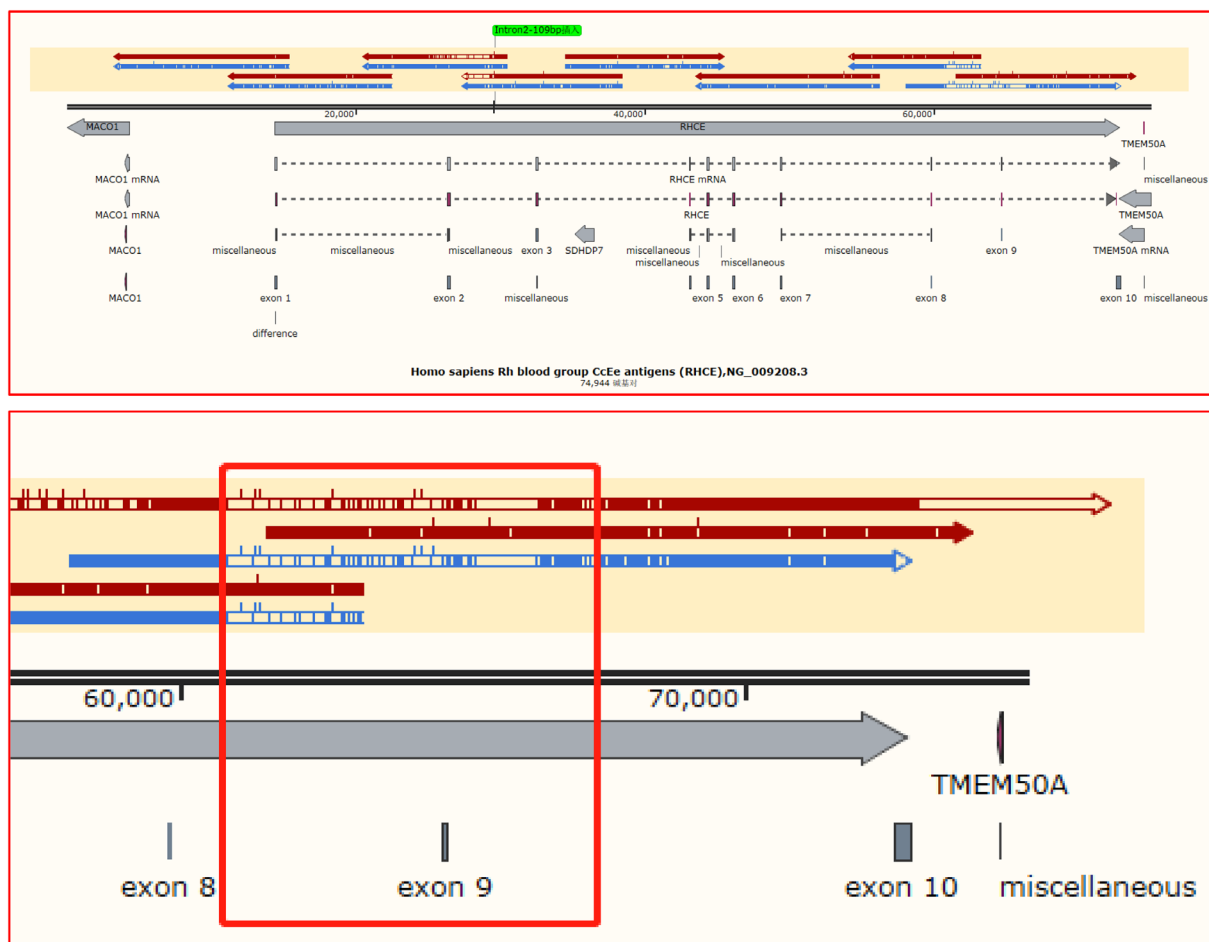 Intron2-109bp插入
20,000 40,000 60,000
MACO1 RHCE TMEM50A
MACO1 mRNA RHCE mRNA miscellaneous
MACO1 mRNA RHCE TMEM50A
MACO1 miscellaneous miscellaneous miscellaneous exon 3 SDHDP7 miscellaneous miscellaneous exon 9 TMEM50A mRNA
miscellaneous miscellaneous
MACO1 exon 1 exon 2 miscellaneous exon 5 exon 6 exon 7 exon 8 exon 10 miscellaneous
difference
Homo sapiens Rh blood group CcEe antigens (RHCE),NG_009208.3
74,944 碱基对
60,000 70,000
TMEM50A
exon 8 exon 9 exon 10 miscellaneous